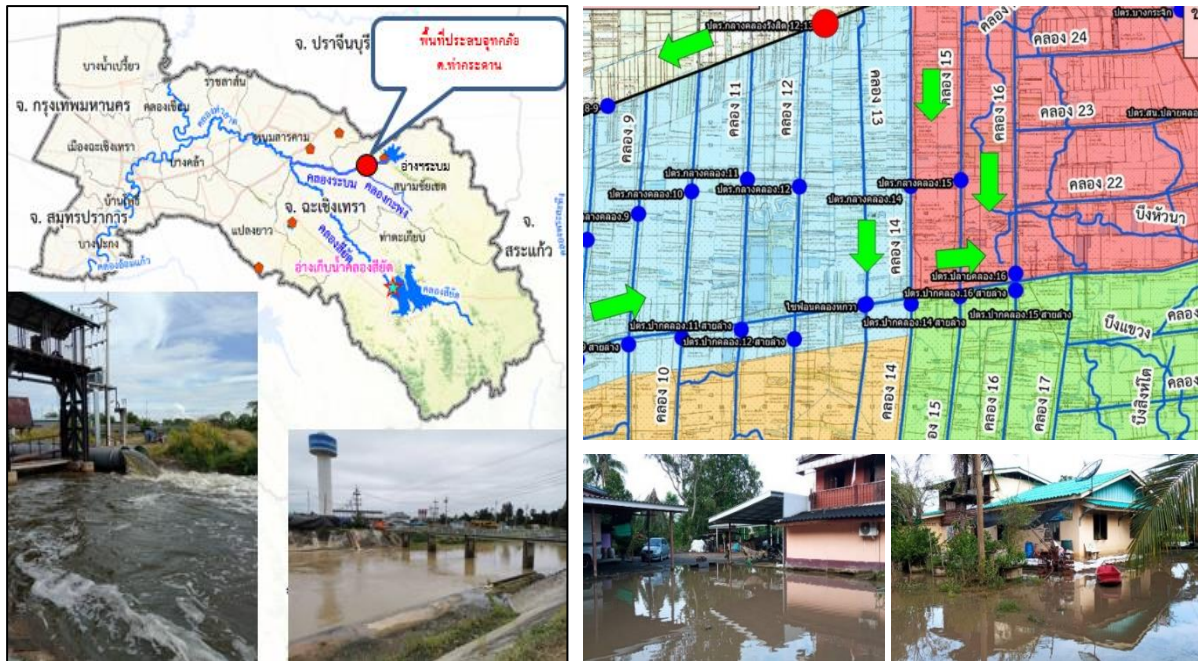 จ. ปราจีนบุรี
พื้นที่ประสบอุทกภัย
ต.ท่ากระดาน
บางน้ำเปรี้ยว
ราชสาส์น
คลองเขื่อน
คลองท่าลาด
จ. กรุงเทพมหานคร
พนมสารคาม
เมืองฉะเชิงเทรา
บางคล้า
อ่างฯระบม
คลองระบม
คลองกะพง
สนามชัยเขต
บ้านโพธิ์
จ. ฉะเชิงเทรา
จ. สมุทรปราการ
แปลงยาว
คลองสียัด
ท่าตะเกียบ
จ.
สระแก้ว
บางปะกง
อ่างเก็บน้ำคลองสียัด
คลองสียัด
ปตร.กลางคลองรังสิต 12-13
ปตร.บางกระจิก
คลอง 15
คลอง 24
คลอง 11
คลอง 12
คลอง 13
คลอง 16
คลอง 9
คลอง 23
ปตร.กลางคลอง.11
ปตร.กลางคลอง.10
ปตร.กลางคลอง.12
ปตร.กลางคลอง.15
ปตร.กลางคลอง.14
คลอง 22
กลางคลอง.9
บึงหัวนา
คลอง 14
ปตร.ปลายคลอง.16
ไซฟ่อนคลองหกวา
ปตร.ปากคลอง.16 สายล่าง
ปตร.ปากคลอง.11 สายล่าง
ปตร.ปากคลอง.14 สายล่าง
ปตร.ปากคลอง.15 สายล่าง
9 สายล่าง
ปตร.ปากคลอง.12 สายล่าง
บึงแขวง
คลอง 10
คลอง 14
คลอง 15
คลอง 16
คลอง 17
บึงสิงห์โต